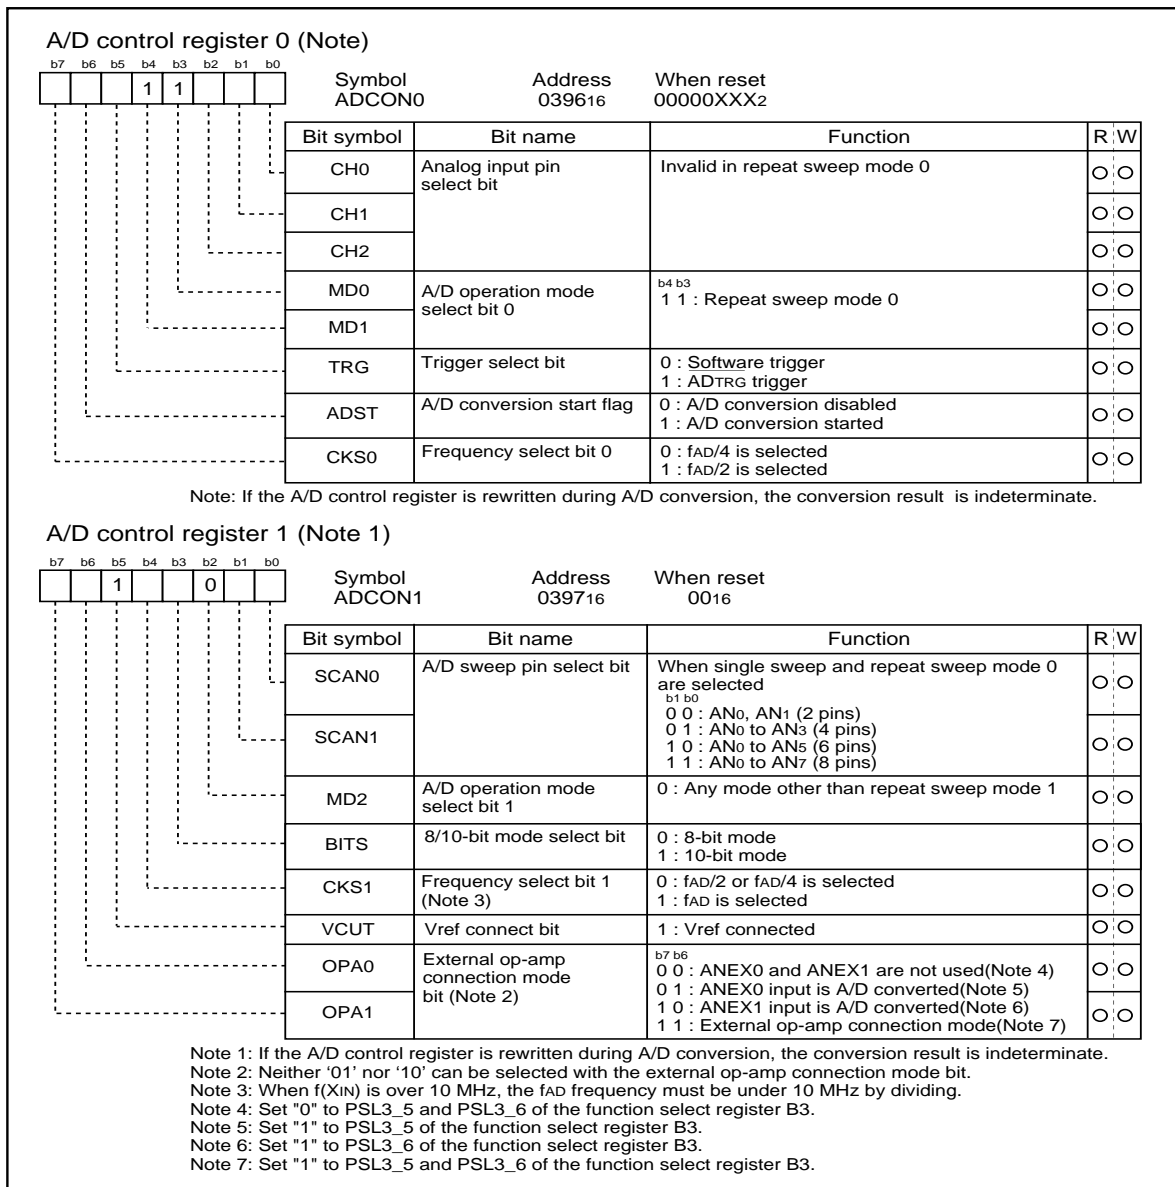 A/D control register 0 (Note)
b7 b6 b5 b4 b3 b2 b1 b0
1 1
Symbol Address When reset
ADCON0 039616 00000XXX2
Bit symbol Bit name Function R W
CH0 Analog input pin select bit Invalid in repeat sweep mode 0
CH1
CH2
MD0 A/D operation mode select bit 0 b4 b3
1 1 : Repeat sweep mode 0
MD1
TRG Trigger select bit 0 : Software trigger
1 : ADTRG trigger
ADST A/D conversion start flag 0 : A/D conversion disabled
1 : A/D conversion started
CKS0 Frequency select bit 0 0 : fAD/4 is selected
1 : fAD/2 is selected
Note: If the A/D control register is rewritten during A/D conversion, the conversion result is indeterminate.
A/D control register 1 (Note 1)
b7 b6 b5 b4 b3 b2 b1 b0
1 0
Symbol Address When reset
ADCON1 039716 0016
Bit symbol Bit name Function R W
SCAN0 A/D sweep pin select bit When single sweep and repeat sweep mode 0
are selected
b1 b0
0 0 : AN0, AN1 (2 pins)
SCAN1 0 1 : AN0 to AN3 (4 pins)
1 0 : AN0 to AN5 (6 pins)
1 1 : AN0 to AN7 (8 pins)
MD2 A/D operation mode select bit 1 0 : Any mode other than repeat sweep mode 1
BITS 8/10-bit mode select bit 0 : 8-bit mode
1 : 10-bit mode
CKS1 Frequency select bit 1 (Note 3) 0 : fAD/2 or fAD/4 is selected
1 : fAD is selected
VCUT Vref connect bit 1 : Vref connected
OPA0 External op-amp connection mode bit (Note 2) b7 b6
0 0 : ANEX0 and ANEX1 are not used(Note 4)
0 1 : ANEX0 input is A/D converted(Note 5)
OPA1 1 0 : ANEX1 input is A/D converted(Note 6)
1 1 : External op-amp connection mode(Note 7)
Note 1: If the A/D control register is rewritten during A/D conversion, the conversion result is indeterminate.
Note 2: Neither ‘01’ nor ‘10’ can be selected with the external op-amp connection mode bit.
Note 3: When f(XIN) is over 10 MHz, the fAD frequency must be under 10 MHz by dividing.
Note 4: Set "0" to PSL3_5 and PSL3_6 of the function select register B3.
Note 5: Set "1" to PSL3_5 of the function select register B3.
Note 6: Set "1" to PSL3_6 of the function select register B3.
Note 7: Set "1" to PSL3_5 and PSL3_6 of the function select register B3.